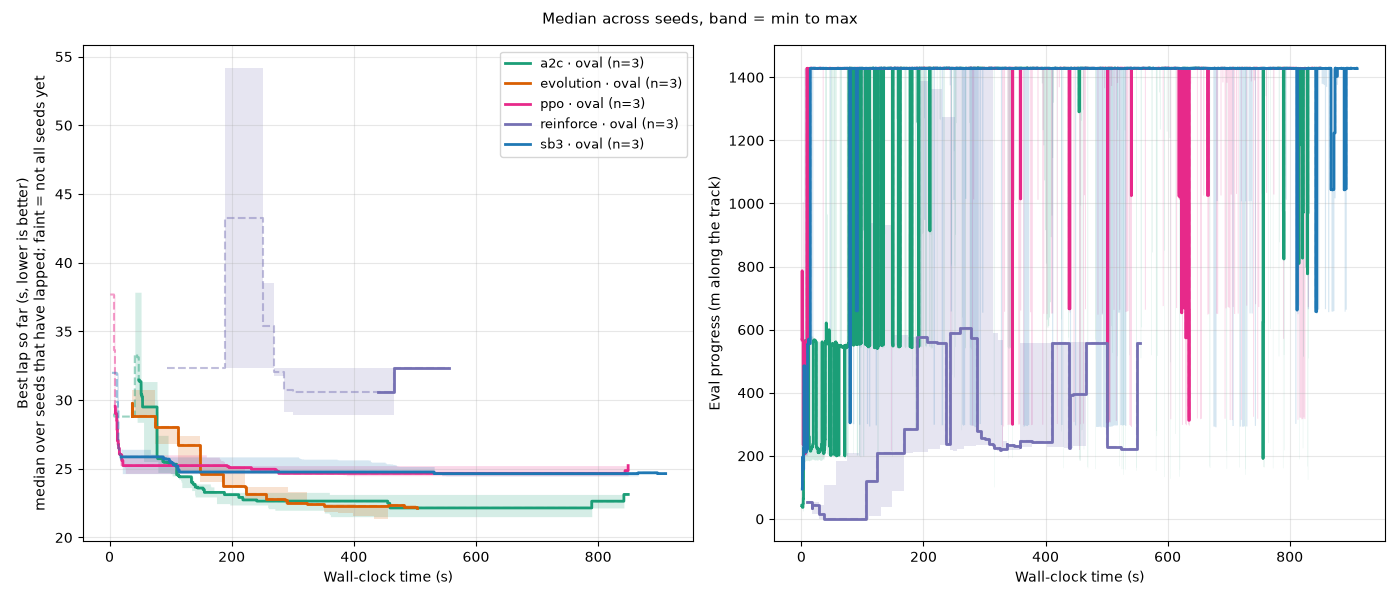 Median across seeds, band = min to max
Best lap so far (s, lower is better)
median over seeds that have lapped; faint = not all seeds yet
55
50
45
40
35
30
25
20
0
200
400
600
800
Wall-clock time (s)
a2c · oval (n=3)
evolution · oval (n=3)
ppo · oval (n=3)
reinforce · oval (n=3)
sb3 · oval (n=3)
Eval progress (m along the track)
1400
1200
1000
800
600
400
200
0
0
200
400
600
800
Wall-clock time (s)